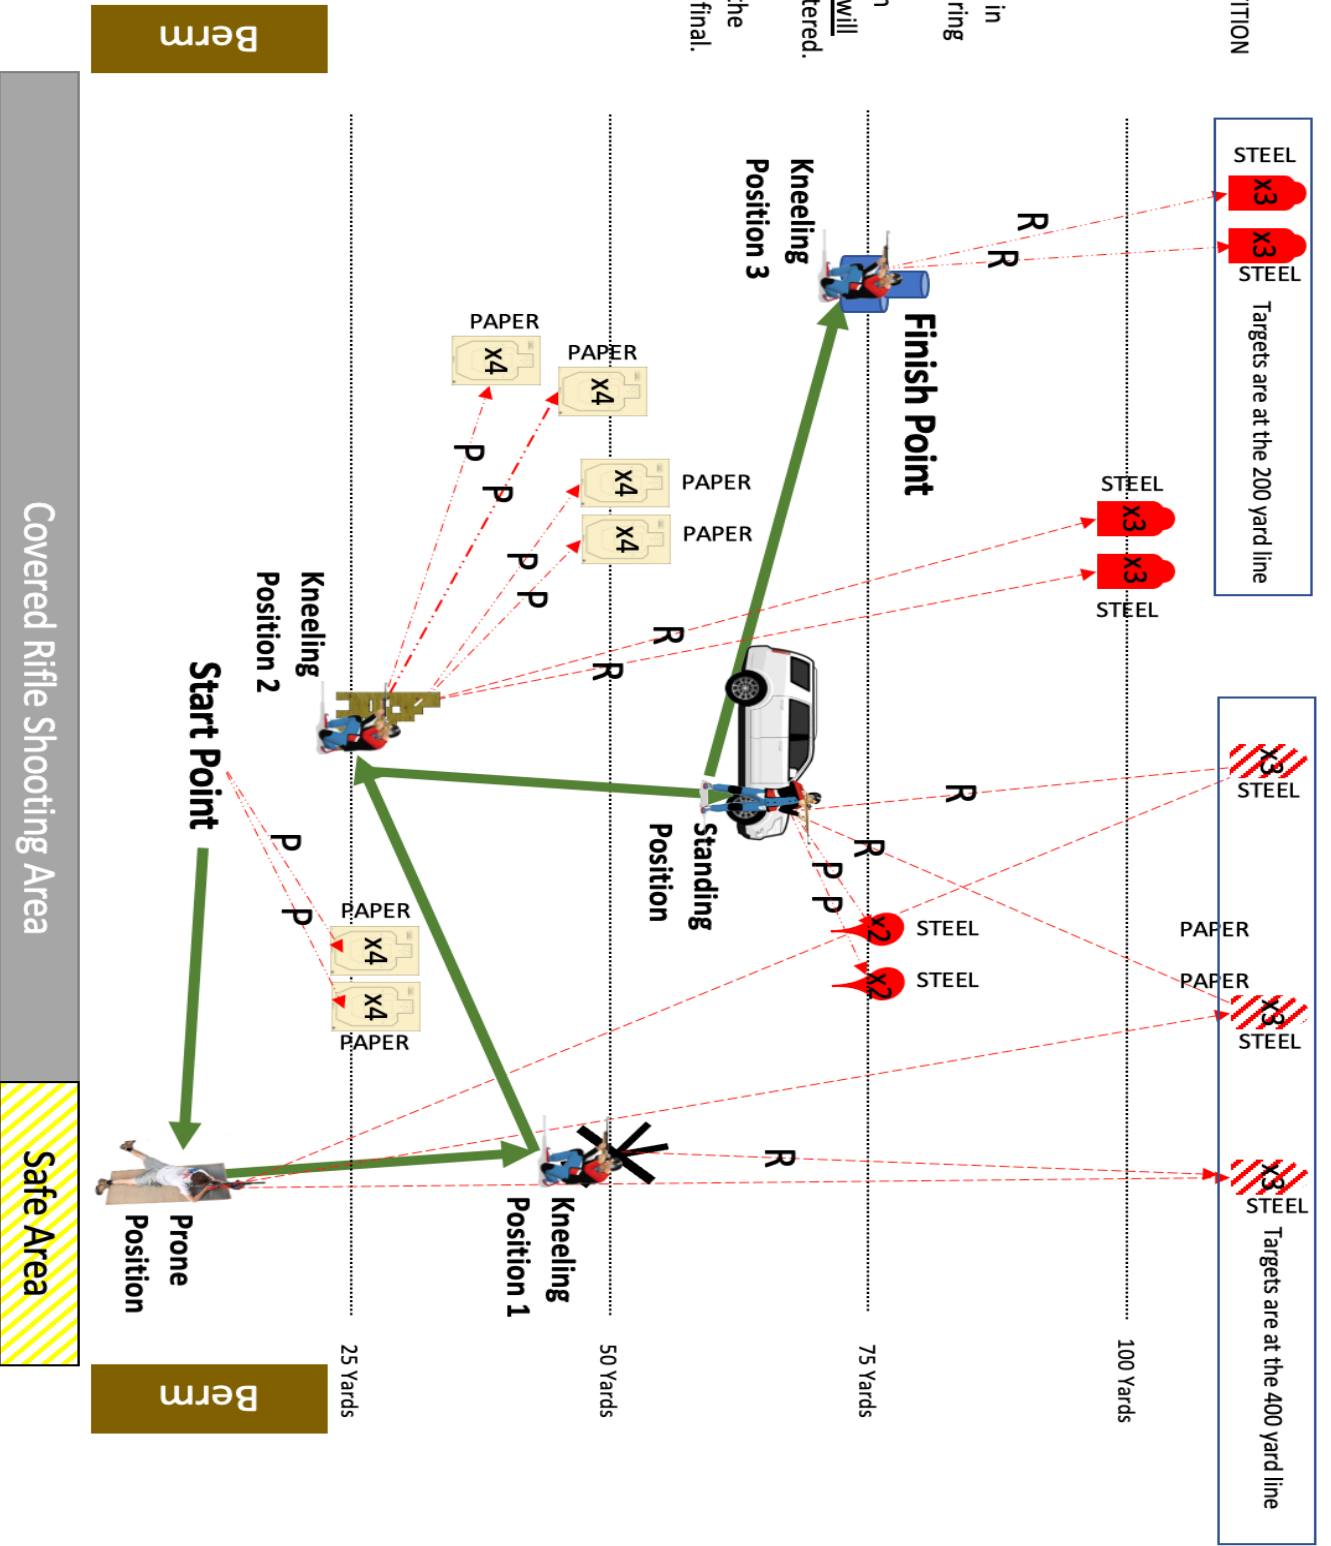 ITION
in
ring
n
will
tered.
the
final.
Berm
STEEL
x3
x3
STEEL
Targets are at the 200 yard line
R
R
Kneeling
Position 3
Finish Point
PAPER
x4
PAPER
x4
x4
PAPER
x4
PAPER
P
P
P
P
STEEL
x3
x3
STEEL
R
R
Kneeling
Position 2
Start Point
P
P
PAPER
x4
x4
PAPER
Standing
Position
R
R
P
P
x2
STEEL
x2
STEEL
x3
STEEL
PAPER
PAPER
x3
STEEL
x3
STEEL
Targets are at the 400 yard line
R
Kneeling
Position 1
Prone
Position
25 Yards
50 Yards
75 Yards
100 Yards
Covered Rifle Shooting Area
Safe Area
Berm